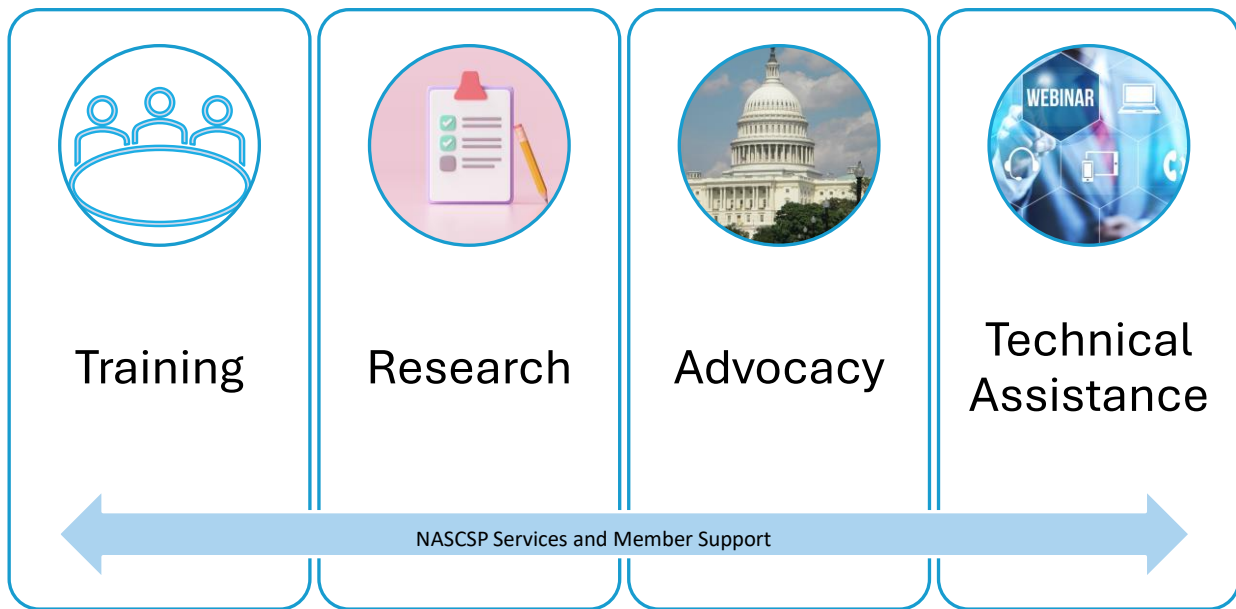 WEBINAR
Training
Research
Advocacy
Technical
Assistance
NASCSP Services and Member Support